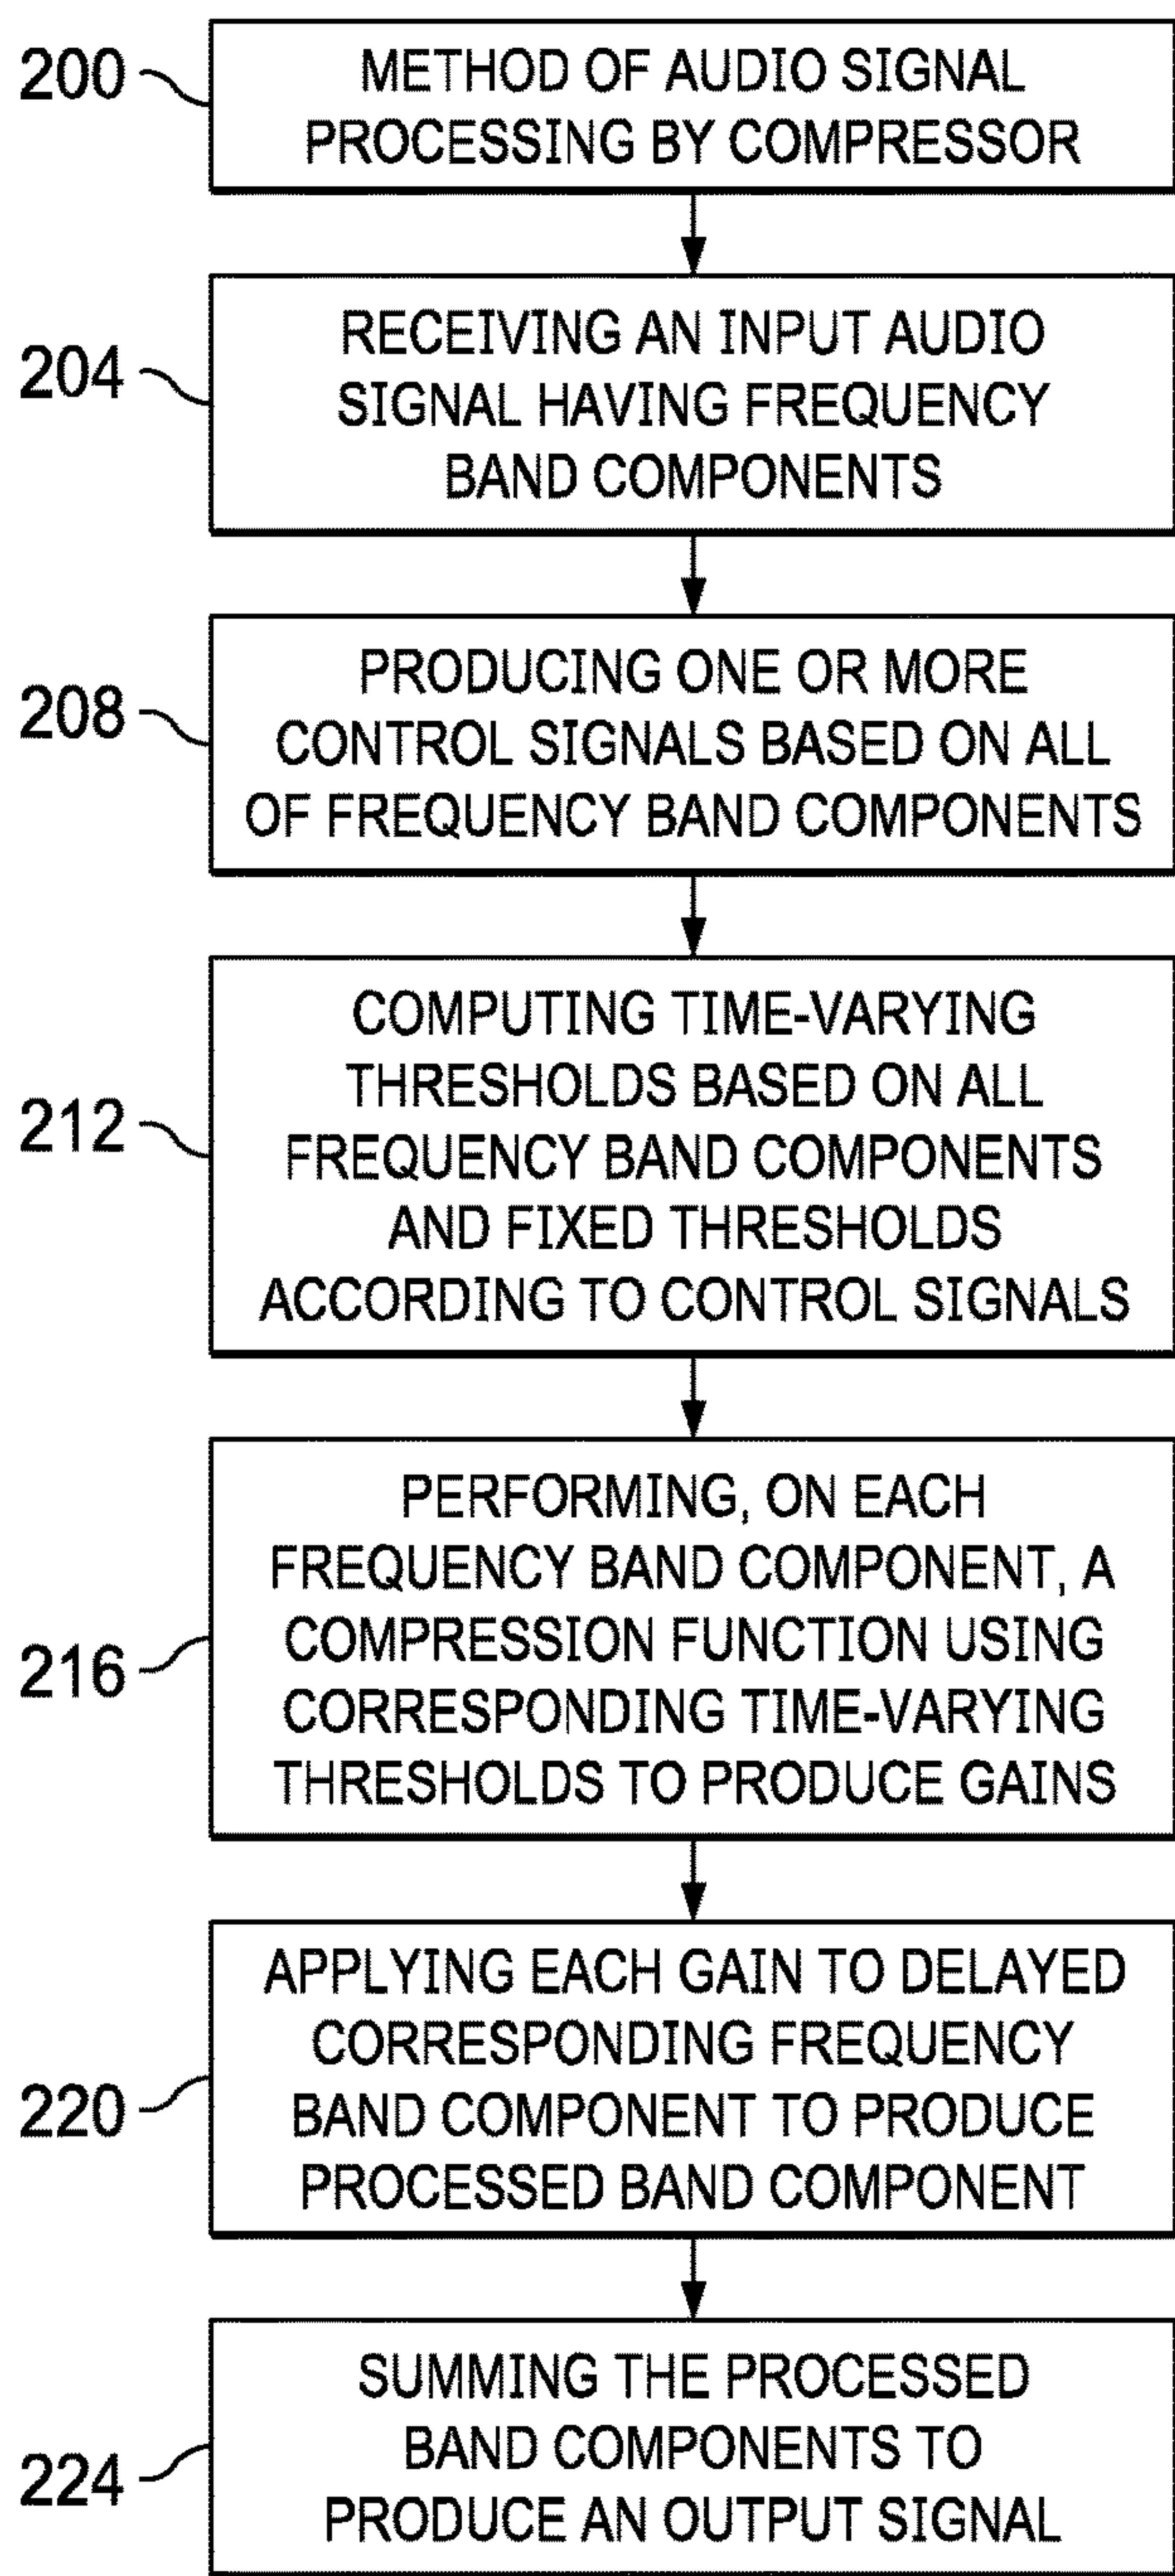 200
METHOD OF AUDIO SIGNAL
PROCESSING BY COMPRESSOR
204
RECEIVING AN INPUT AUDIO
SIGNAL HAVING FREQUENCY
BAND COMPONENTS
208
PRODUCING ONE OR MORE
CONTROL SIGNALS BASED ON ALL
OF FREQUENCY BAND COMPONENTS
212
COMPUTING TIME-VARYING
THRESHOLDS BASED ON ALL
FREQUENCY BAND COMPONENTS
AND FIXED THRESHOLDS
ACCORDING TO CONTROL SIGNALS
216
PERFORMING, ON EACH
FREQUENCY BAND COMPONENT, A
COMPRESSION FUNCTION USING
CORRESPONDING TIME-VARYING
THRESHOLDS TO PRODUCE GAINS
220
APPLYING EACH GAIN TO DELAYED
CORRESPONDING FREQUENCY
BAND COMPONENT TO PRODUCE
PROCESSED BAND COMPONENT
224
SUMMING THE PROCESSED
BAND COMPONENTS TO
PRODUCE AN OUTPUT SIGNAL